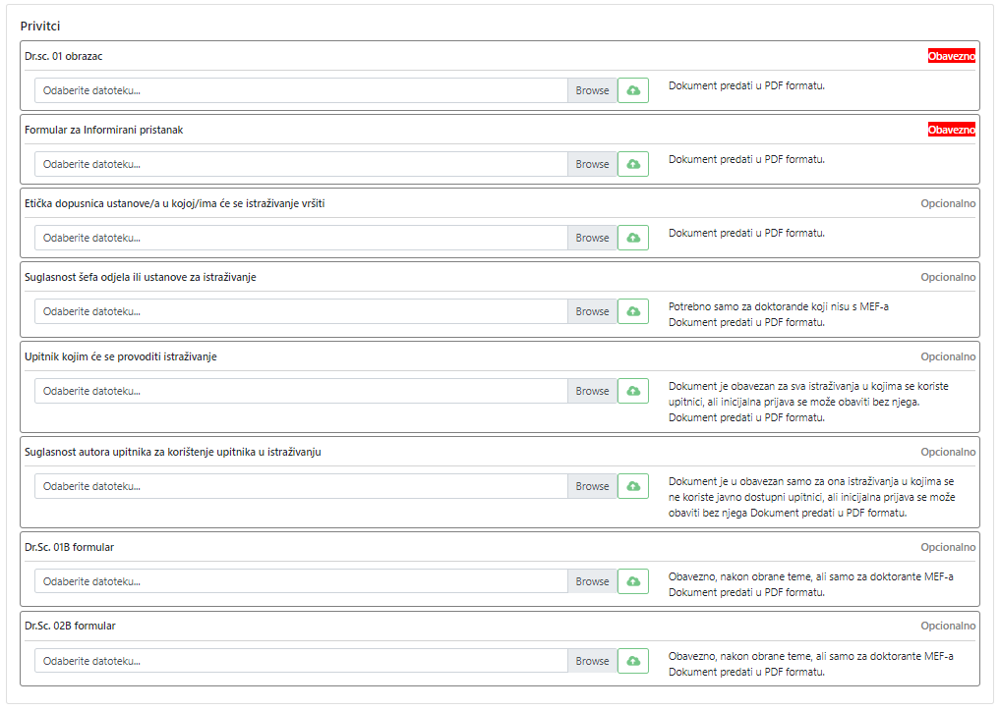 Privitci
Dr.sc. 01 obrazac Obavezno
Odaberite datoteku... Browse Dokument predati u PDF formatu.
Formular za Informirani pristanak Obavezno
Odaberite datoteku... Browse Dokument predati u PDF formatu.
Etička dopusnica ustanove/a u kojoj/ima će se istraživanje vršiti Opcionalno
Odaberite datoteku... Browse Dokument predati u PDF formatu.
Suglasnost šefa odjela ili ustanove za istraživanje Opcionalno
Odaberite datoteku... Browse Potrebno samo za doktorande koji nisu s MEF-a
Dokument predati u PDF formatu.
Upitnik kojim će se provoditi istraživanje Opcionalno
Odaberite datoteku... Browse Dokument je obavezan za sva istraživanja u kojima se koriste
upitnici, ali inicijalna prijava se može obaviti bez njega.
Dokument predati u PDF formatu.
Suglasnost autora upitnika za korištenje upitnika u istraživanju Opcionalno
Odaberite datoteku... Browse Dokument je u obavezan samo za ona istraživanja u kojima se
ne koriste javno dostupni upitnici, ali inicijalna prijava se može
obaviti bez njega Dokument predati u PDF formatu.
Dr.Sc. 01B formular Opcionalno
Odaberite datoteku... Browse Obavezno, nakon obrane teme, ali samo za doktorante MEF-a
Dokument predati u PDF formatu.
Dr.Sc. 02B formular Opcionalno
Odaberite datoteku... Browse Obavezno, nakon obrane teme, ali samo za doktorante MEF-a
Dokument predati u PDF formatu.